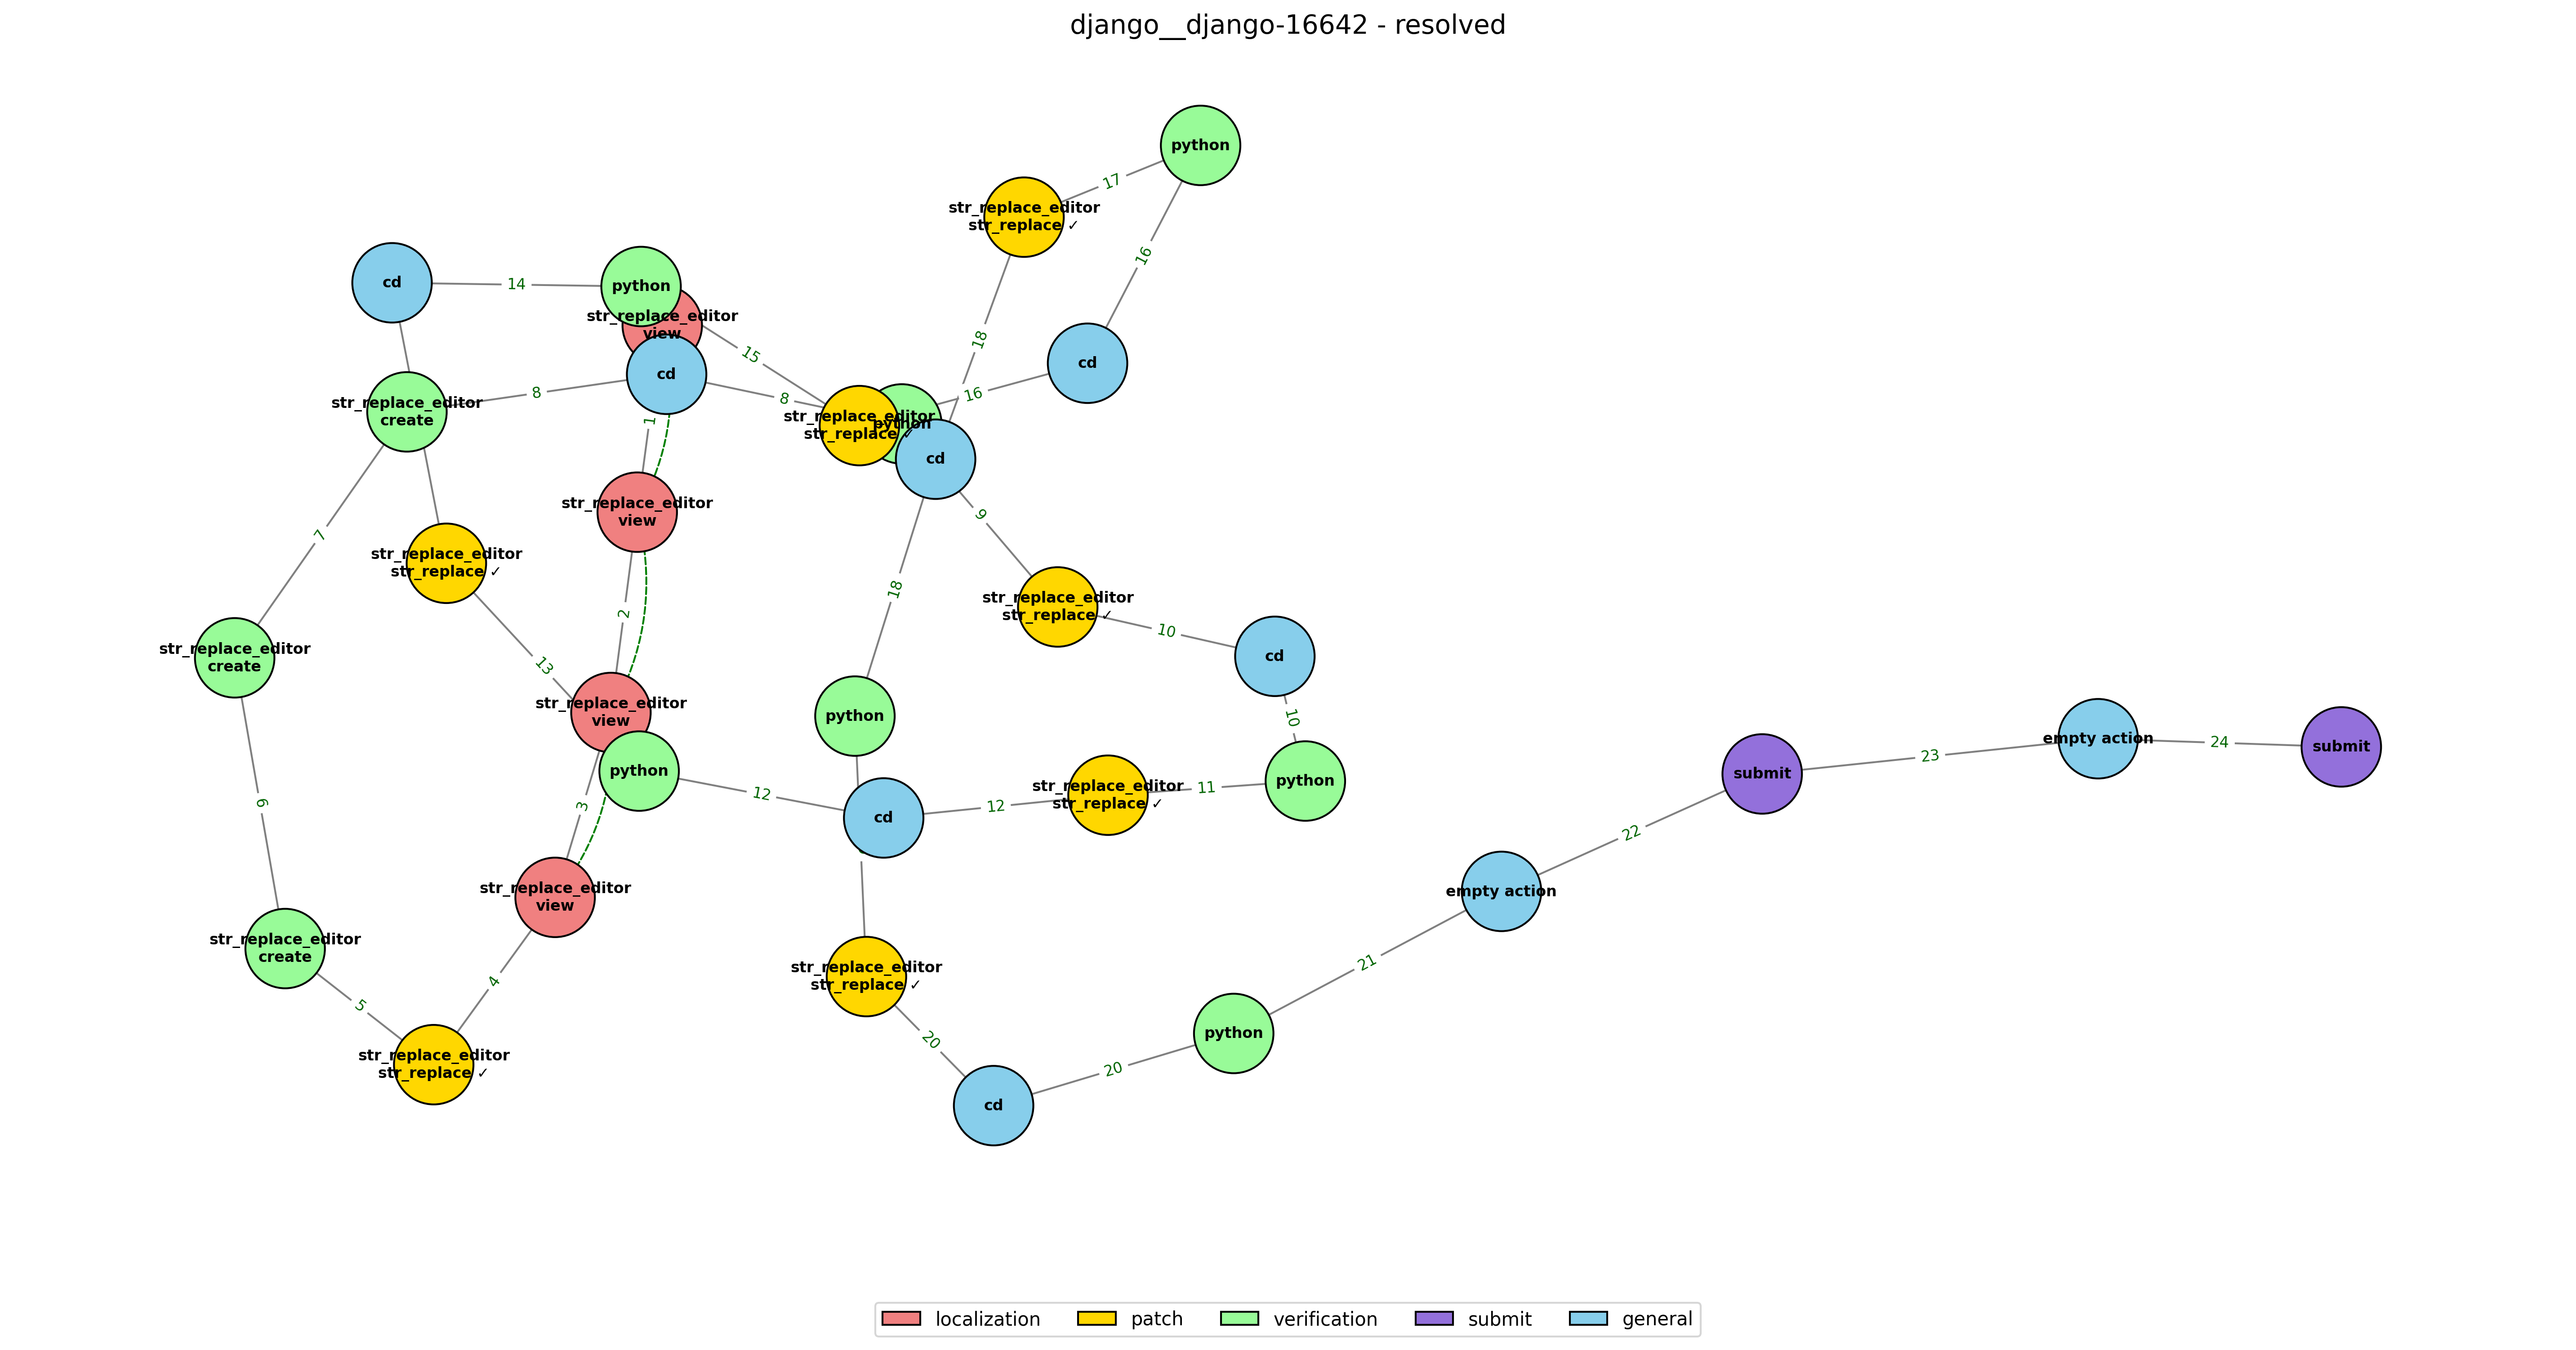 django__django-16642 - resolved
python
17
str_replace_editor
str_replace ✓
16
18
cd
14
python
str_replace_editor
view
15
cd
cd
8
8
16
str_replace_editor
create
str_replace_editor
str_replace ✓
python
1
cd
9
str_replace_editor
view
7
str_replace_editor
str_replace ✓
18
2
str_replace_editor
str_replace ✓
10
cd
13
str_replace_editor
create
str_replace_editor
view
python
10
submit
empty action
24
submit
23
python
12
6
3
cd
12
str_replace_editor
str_replace ✓
11
python
22
str_replace_editor
view
empty action
str_replace_editor
create
4
5
str_replace_editor
str_replace ✓
21
20
python
str_replace_editor
str_replace ✓
20
cd
localization
patch
verification
submit
general